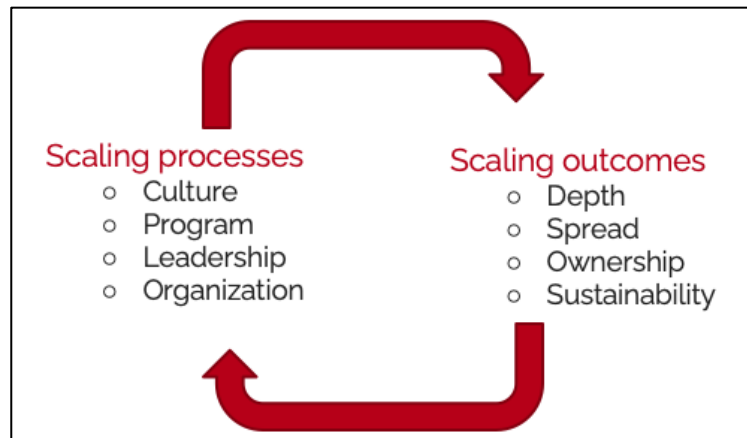 Scaling processes
○ Culture
○ Program
○ Leadership
○ Organization
Scaling outcomes
○ Depth
○ Spread
○ Ownership
○ Sustainability